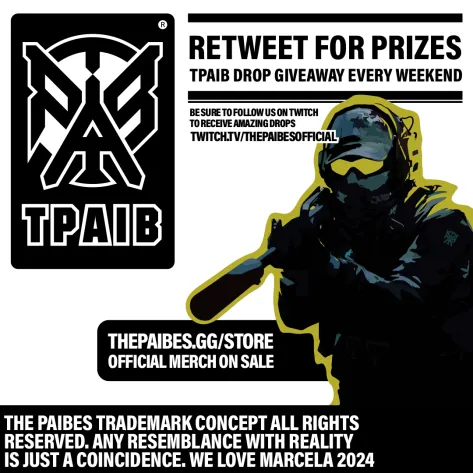 ®
TPAIB
RETWEET FOR PRIZES
TPAIB DROP GIVEAWAY EVERY WEEKEND
BE SURE TO FOLLOW US ON TWITCH
TO RECEIVE AMAZING DROPS
TWITCH.TV/THEPAIBESOFFICIAL
THEPAIBES.GG/STORE
OFFICIAL MERCH ON SALE
THE PAIBES TRADEMARK CONCEPT ALL RIGHTS
RESERVED. ANY RESEMBLANCE WITH REALITY
IS JUST A COINCIDENCE. WE LOVE MARCELA 2024